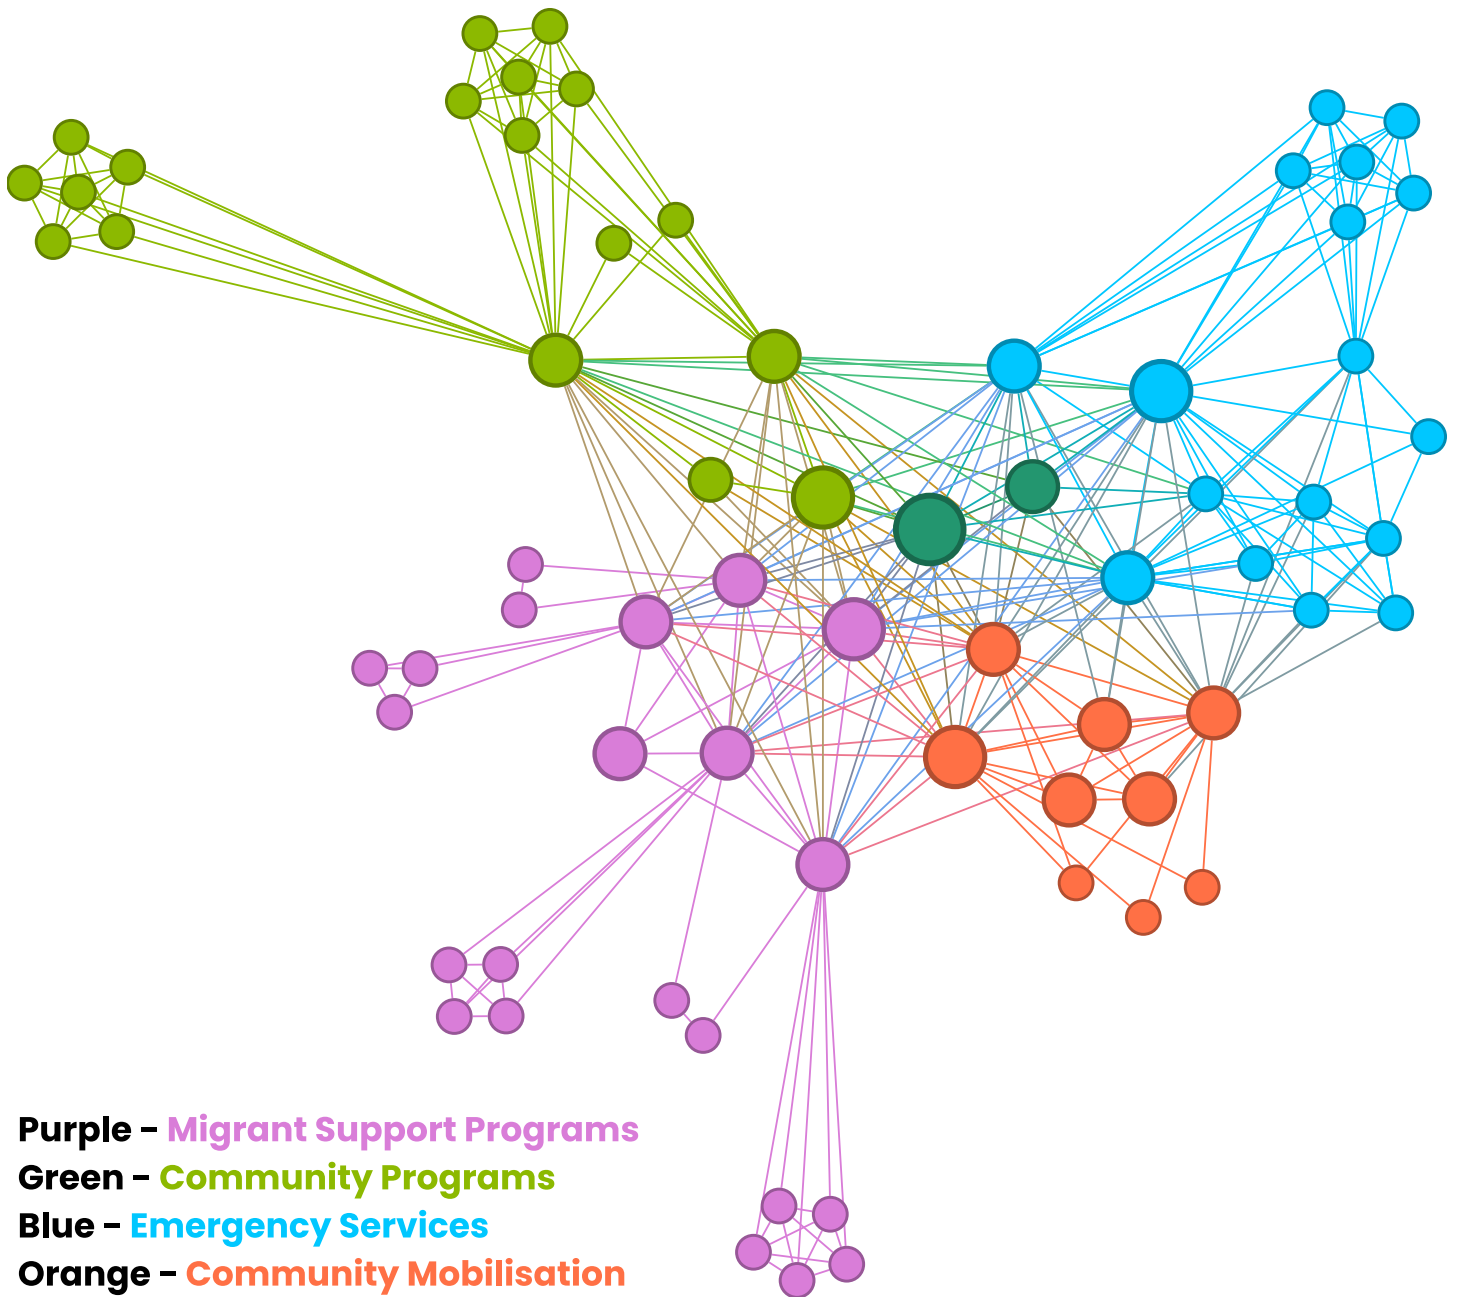 Purple – Migrant Support Programs
Green – Community Programs
Blue – Emergency Services
Orange – Community Mobilisation